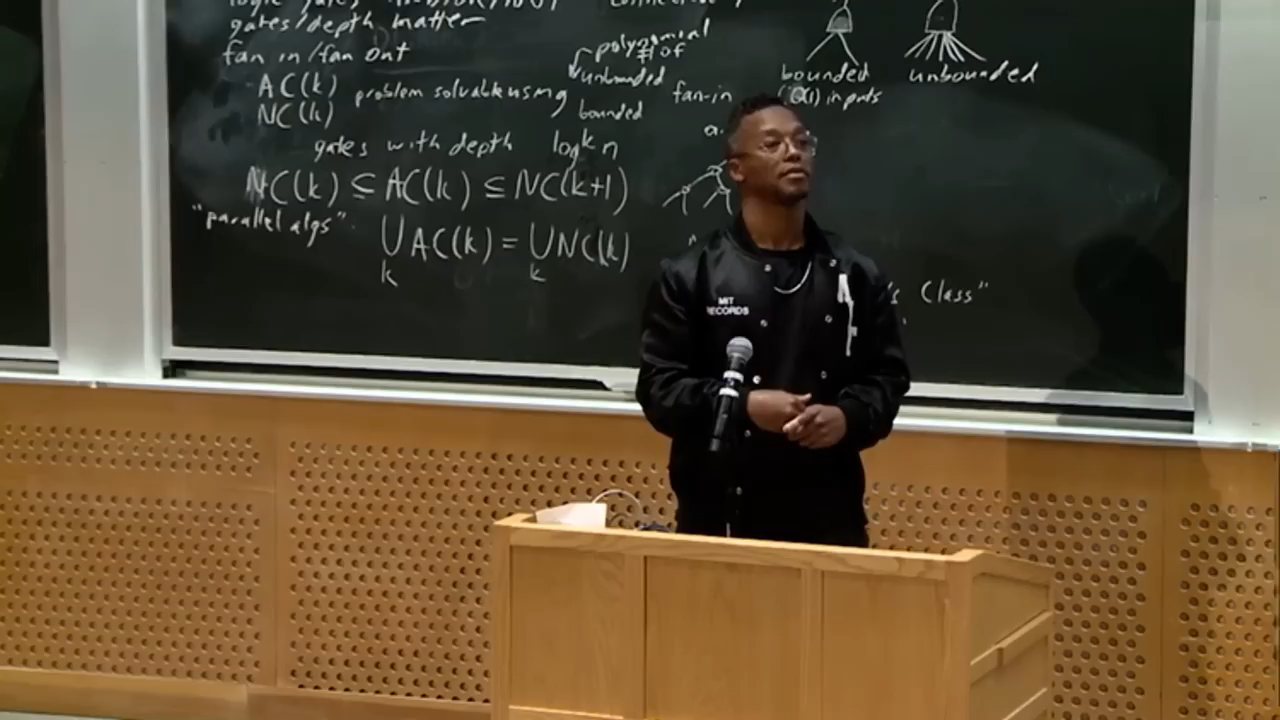 gates/depth matter
fan in/fan out
AC(k)
NC(k)
problem solvable using
polynomial
# of
unbounded
bounded
fan-in
gates with depth log^k n
NC(k) ⊆ AC(k) ⊆ NC(k+1)
"parallel algs".
∪ AC(k) = ∪ NC(k)
k k
bounded
(O(1) inputs
unbounded
Class"
MIT
RECORDS